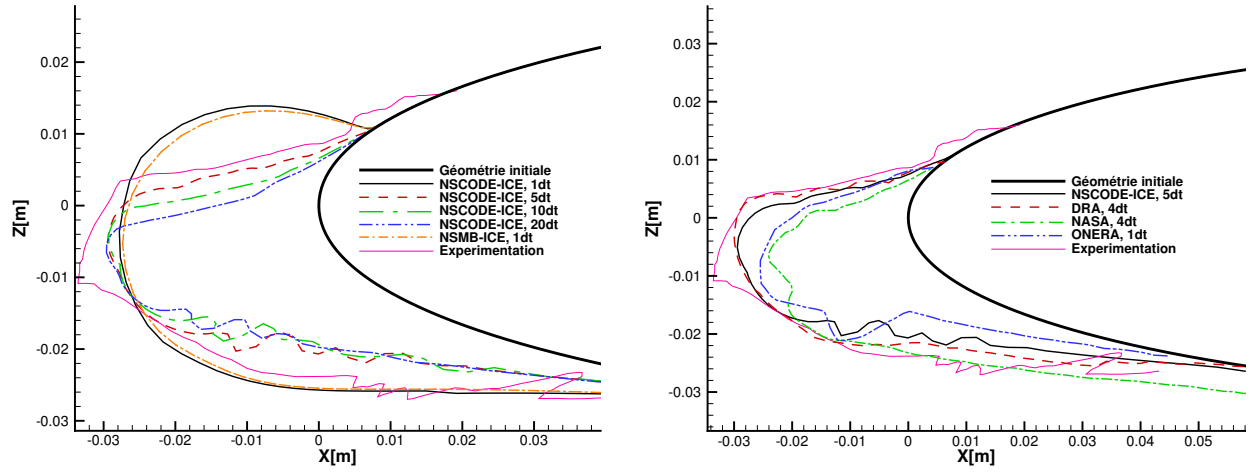 Z[m]
0.02
0.01
0
-0.01
-0.02
-0.03
-0.03 -0.02 -0.01 0 0.01 0.02 0.03
X[m]
Géométrie initiale
NSCODE-ICE, 1dt
NSCODE-ICE, 5dt
NSCODE-ICE, 10dt
NSCODE-ICE, 20dt
NSMB-ICE, 1dt
Experimentation
Z[m]
0.03
0.02
0.01
0
-0.01
-0.02
-0.03
-0.03 -0.02 -0.01 0 0.01 0.02 0.03 0.04 0.05
X[m]
Géométrie initiale
NSCODE-ICE, 5dt
DRA, 4dt
NASA, 4dt
ONERA, 1dt
Experimentation